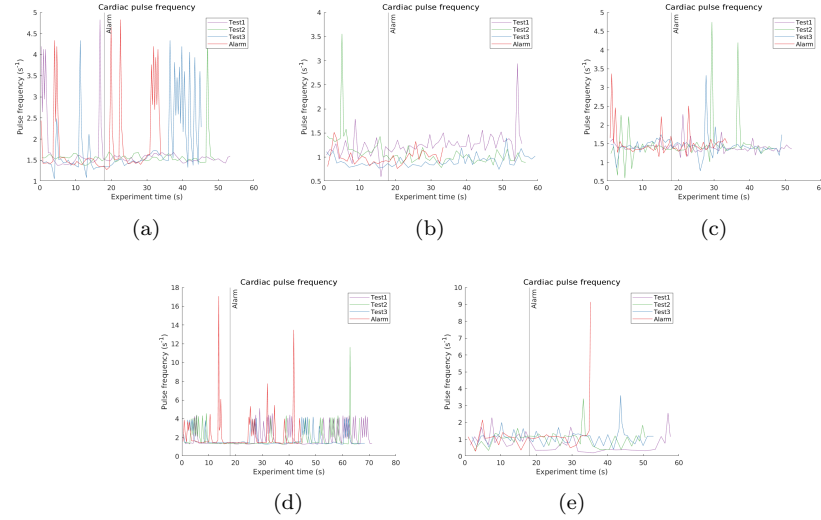 Cardiac pulse frequency
Cardiac pulse frequency
Cardiac pulse frequency
5
4.5
4
3.5
3
2.5
2
1.5
1
Pulse frequency (s⁻¹)
Alarm
Test1
Test2
Test3
Alarm
0 10 20 30 40 50 60
Experiment time (s)
4
3.5
3
2.5
2
1.5
1
0.5
Pulse frequency (s⁻¹)
Alarm
Test1
Test2
Test3
Alarm
0 10 20 30 40 50 60
Experiment time (s)
5
4.5
4
3.5
3
2.5
2
1.5
1
0.5
Pulse frequency (s⁻¹)
Alarm
Test1
Test2
Test3
Alarm
0 10 20 30 40 50 60
Experiment time (s)
(a) (b) (c)
Cardiac pulse frequency
18
16
14
12
10
8
6
4
2
0
Pulse frequency (s⁻¹)
Alarm
Test1
Test2
Test3
Alarm
0 10 20 30 40 50 60 70 80
Experiment time (s)
Cardiac pulse frequency
10
9
8
7
6
5
4
3
2
1
0
Pulse frequency (s⁻¹)
Alarm
Test1
Test2
Test3
Alarm
0 10 20 30 40 50 60
Experiment time (s)
(d) (e)